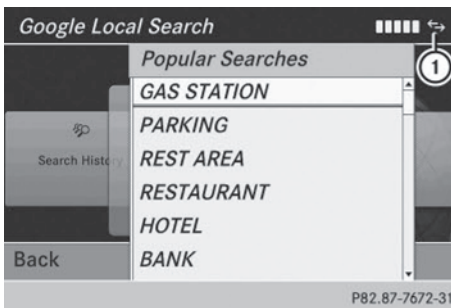 Google Local Search
1
Popular Searches
GAS STATION
PARKING
Search History
REST AREA
RESTAURANT
HOTEL
Back
BANK
P82.87-7672-31